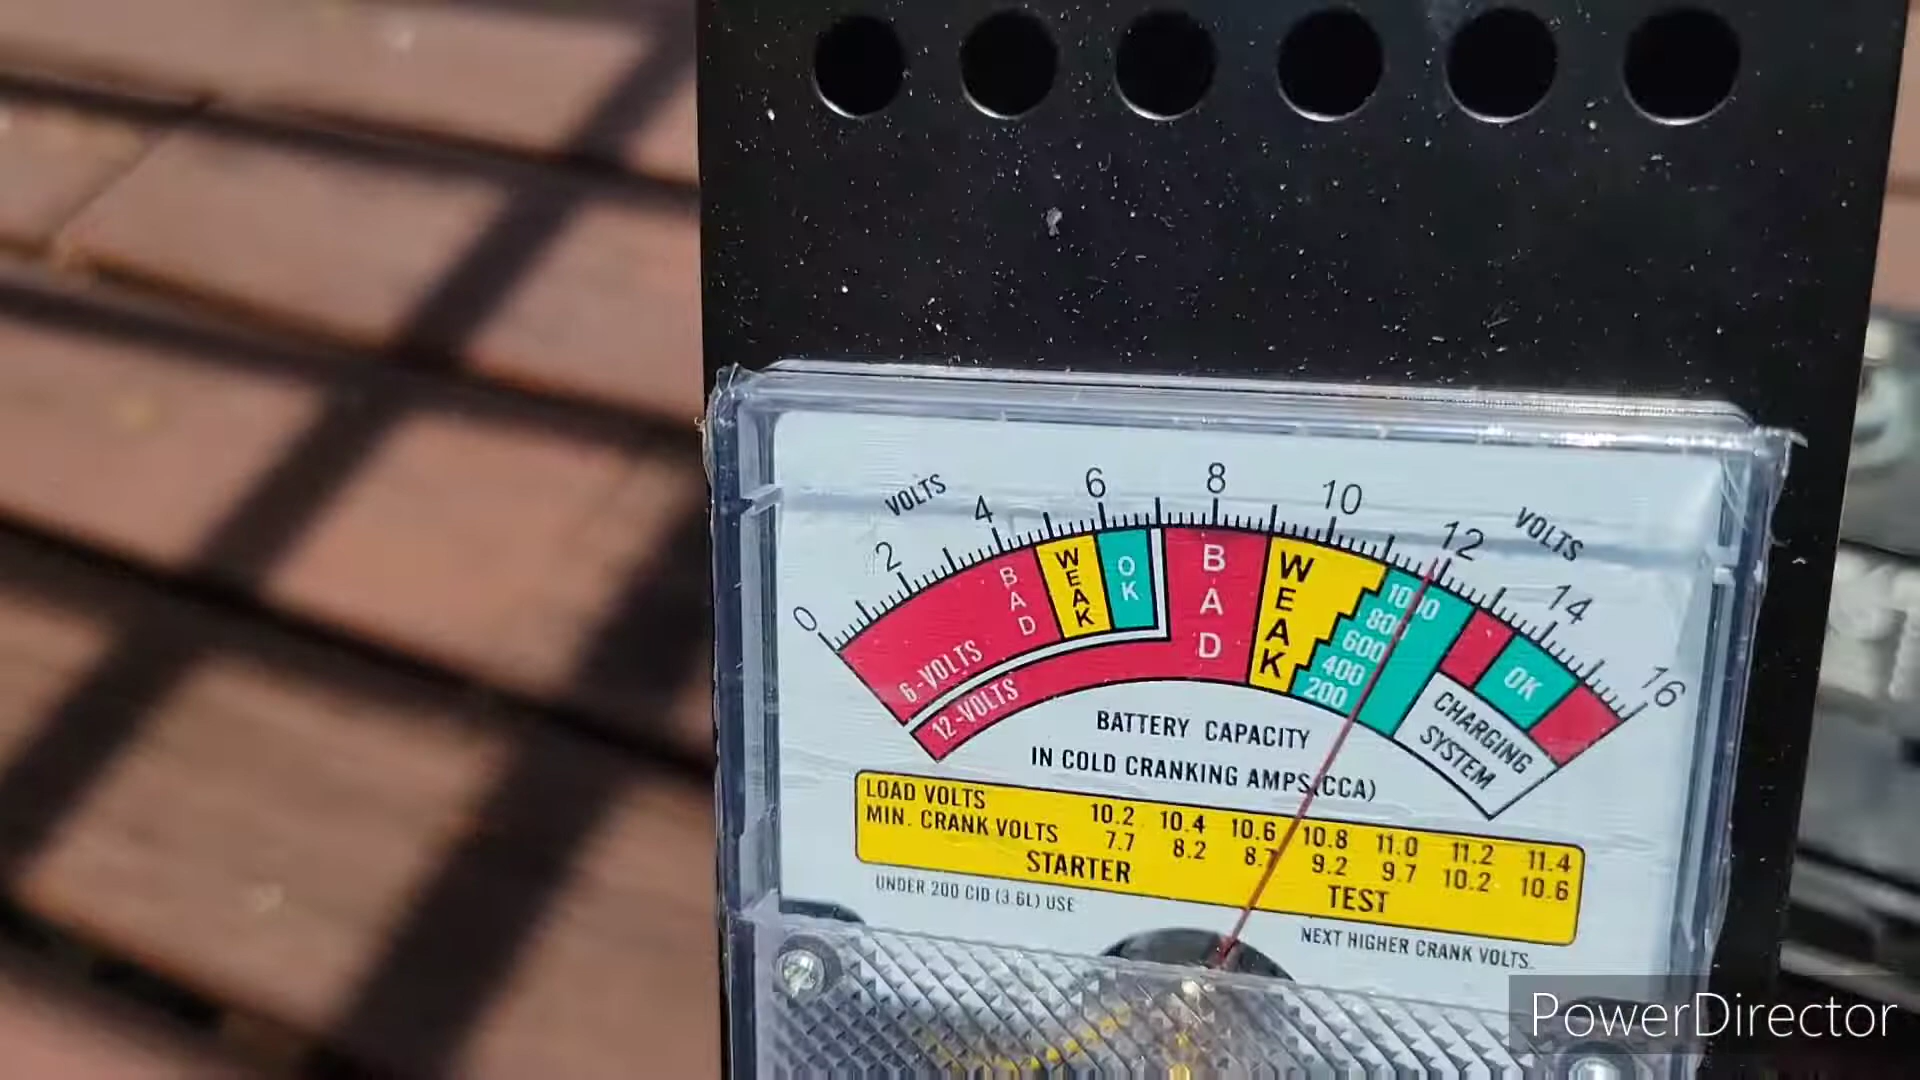 VOLTS
VOLTS
0 2 4 6 8 10 12 14 16
BAD
WEAK
OK
BAD
WEAK
1000
800
600
400
200
OK
6-VOLTS
12-VOLTS
CHARGING
SYSTEM
BATTERY CAPACITY
IN COLD CRANKING AMPS(CCA)
LOAD VOLTS 10.2 10.4 10.6 10.8 11.0 11.2 11.4
MIN. CRANK VOLTS 7.7 8.2 8.7 9.2 9.7 10.2 10.6
STARTER TEST
UNDER 200 CID (3.6L) USE
NEXT HIGHER CRANK VOLTS.
PowerDirector